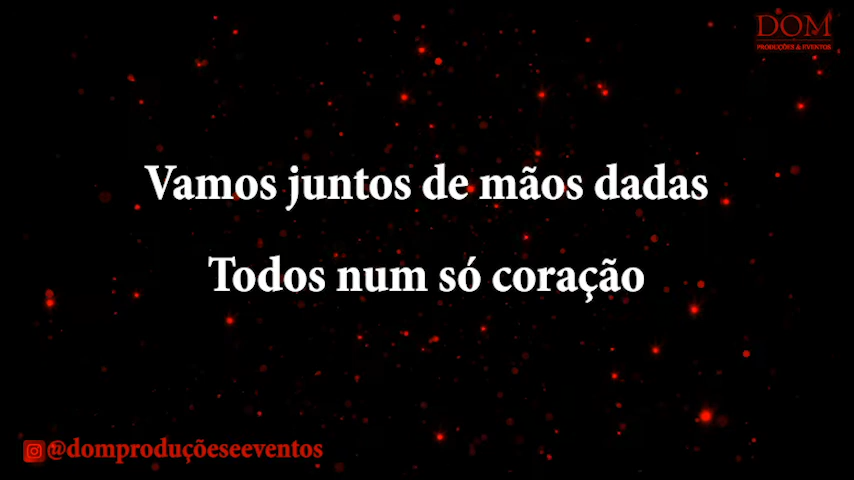 DOM
PRODUÇÕES & EVENTOS
Vamos juntos de mãos dadas
Todos num só coração
@domproduçõeseeventos